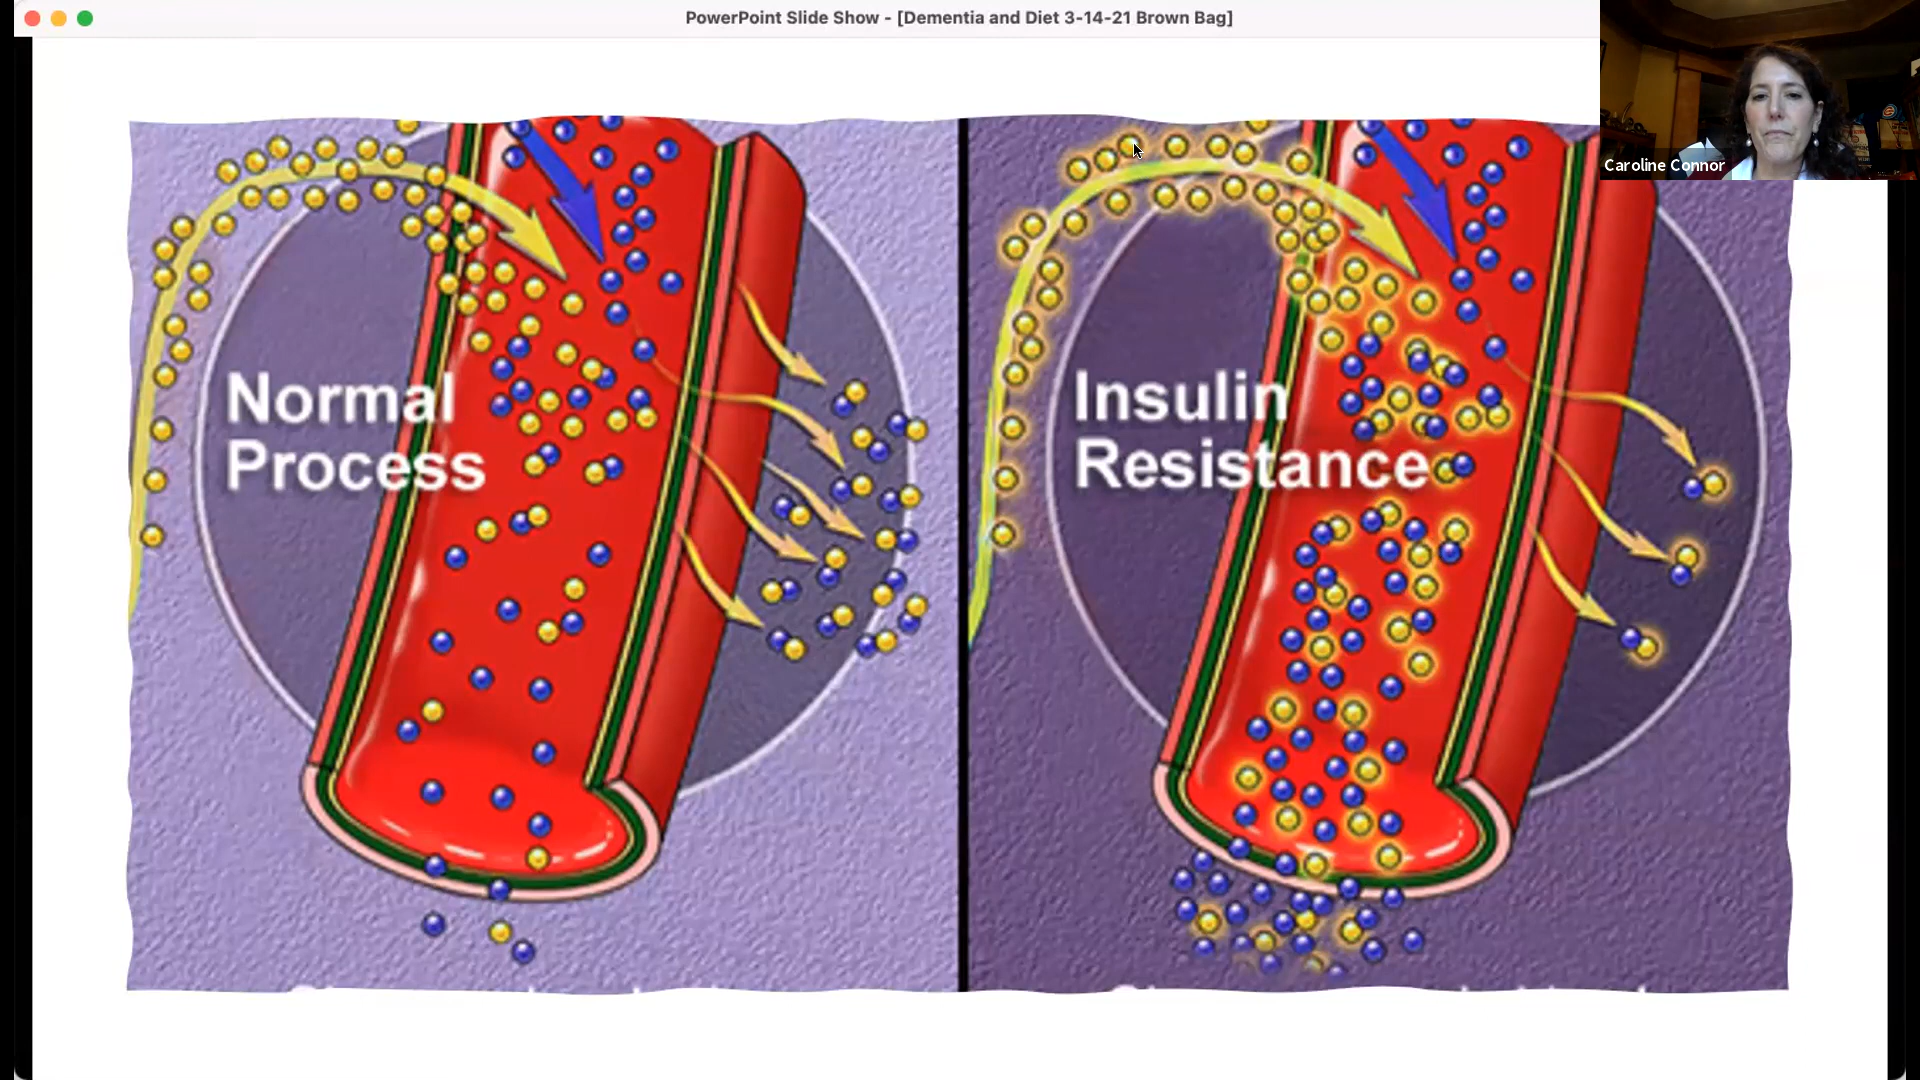 PowerPoint Slide Show - [Dementia and Diet 3-14-21 Brown Bag]
Caroline Connor
Normal
Process
Insulin
Resistance